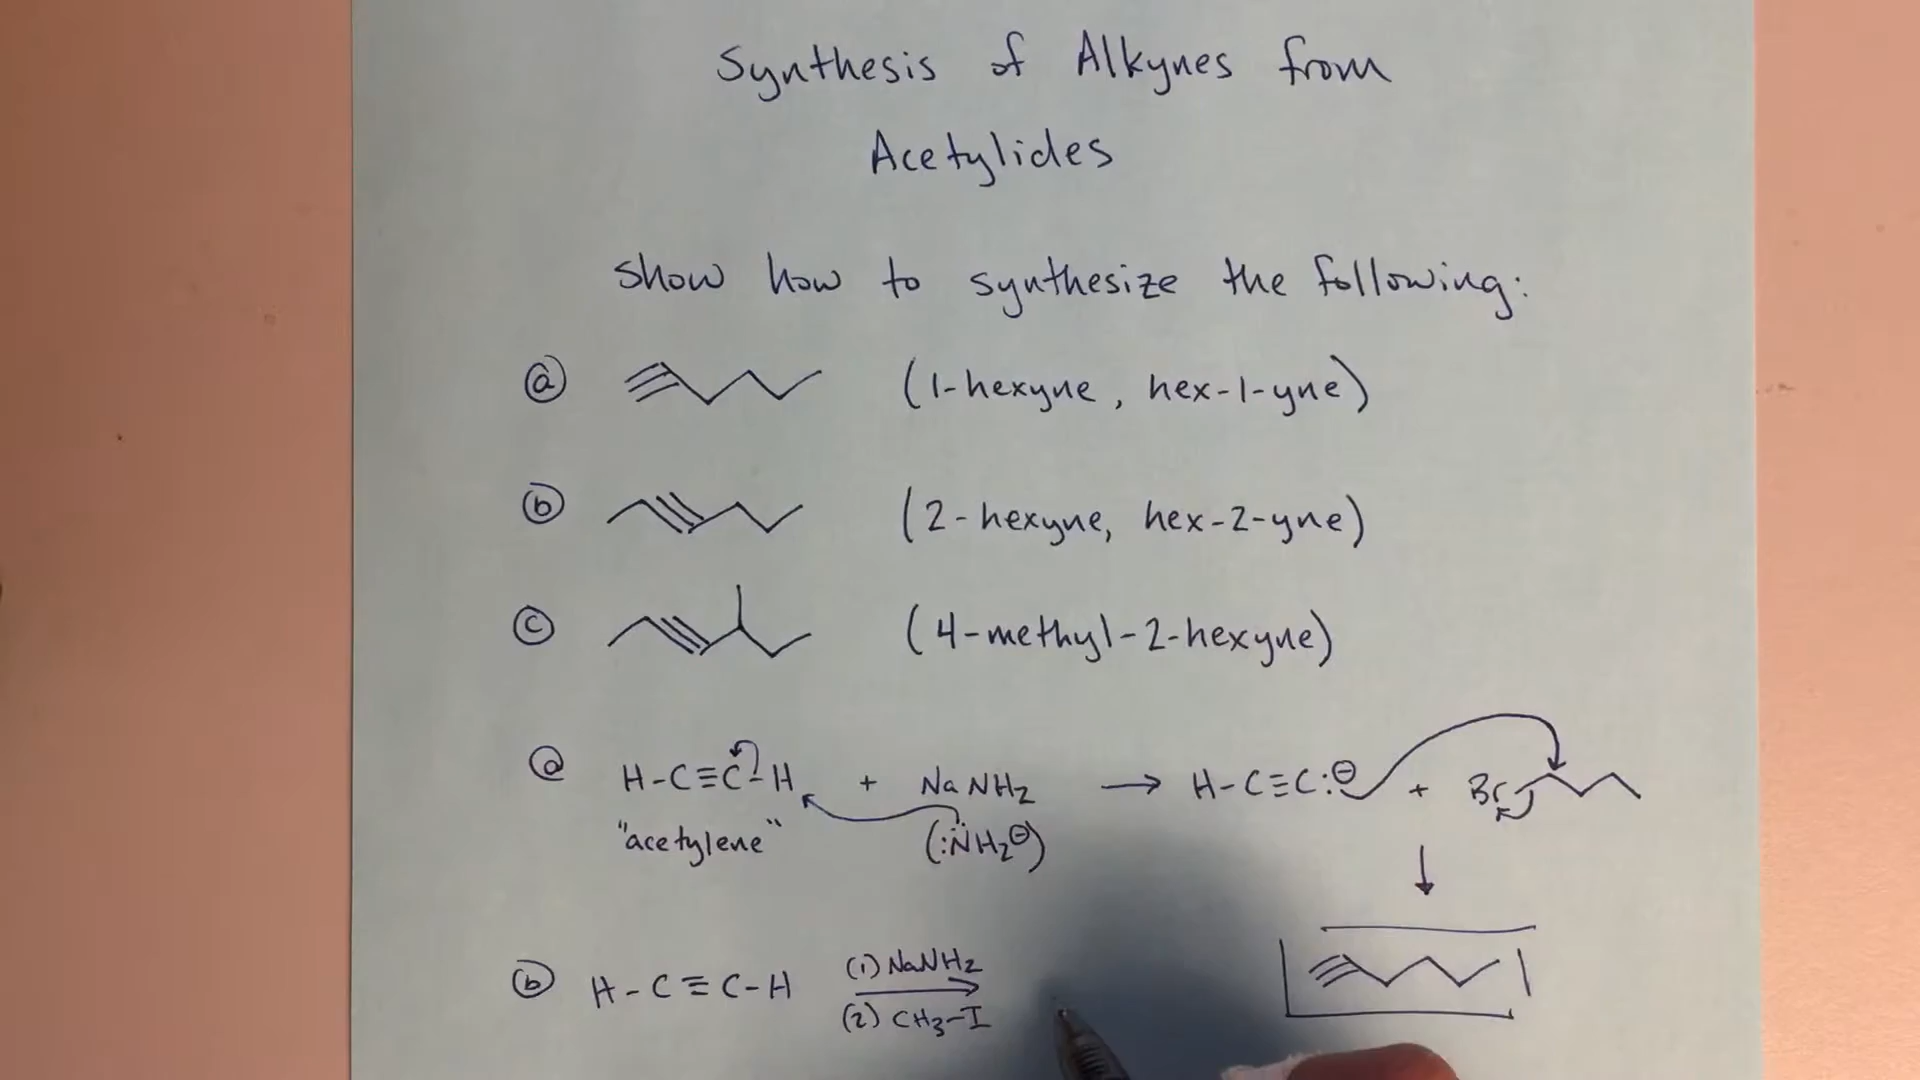 Synthesis of Alkynes from
Acetylides
Show how to synthesize the following:
(a) (1-hexyne, hex-1-yne)
(b) (2-hexyne, hex-2-yne)
(c) (4-methyl-2-hexyne)
(a) H-C≡C-H + NaNH2 → H-C≡C:⊖ + Br
"acetylene" (:N̈H2⊖)
(b) H-C≡C-H (1) NaNH2
(2) CH3-I